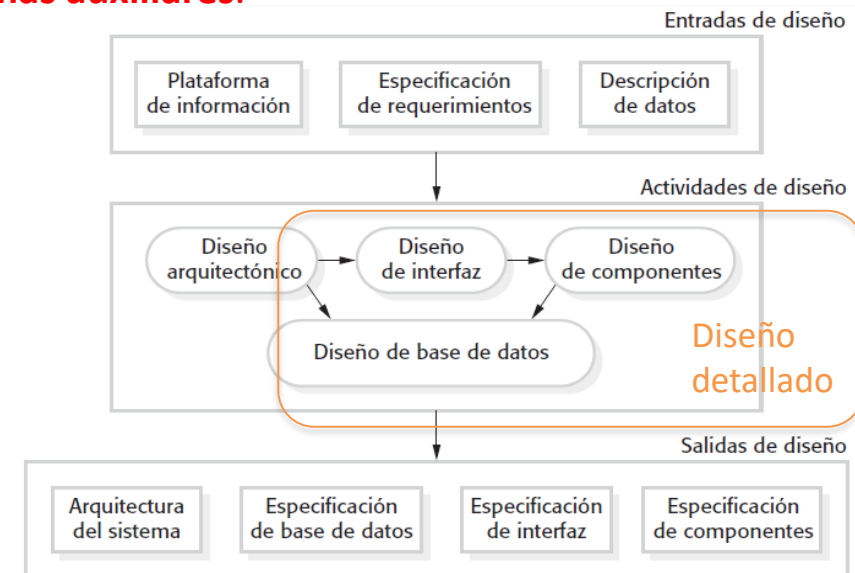 auxiliares.
Entradas de diseño
Plataforma
de información
Especificación
de requerimientos
Descripción
de datos
Actividades de diseño
Diseño
arquitectónico
Diseño
de interfaz
Diseño
de componentes
Diseño de base de datos
Diseño
detallado
Salidas de diseño
Arquitectura
del sistema
Especificación
de base de datos
Especificación
de interfaz
Especificación
de componentes